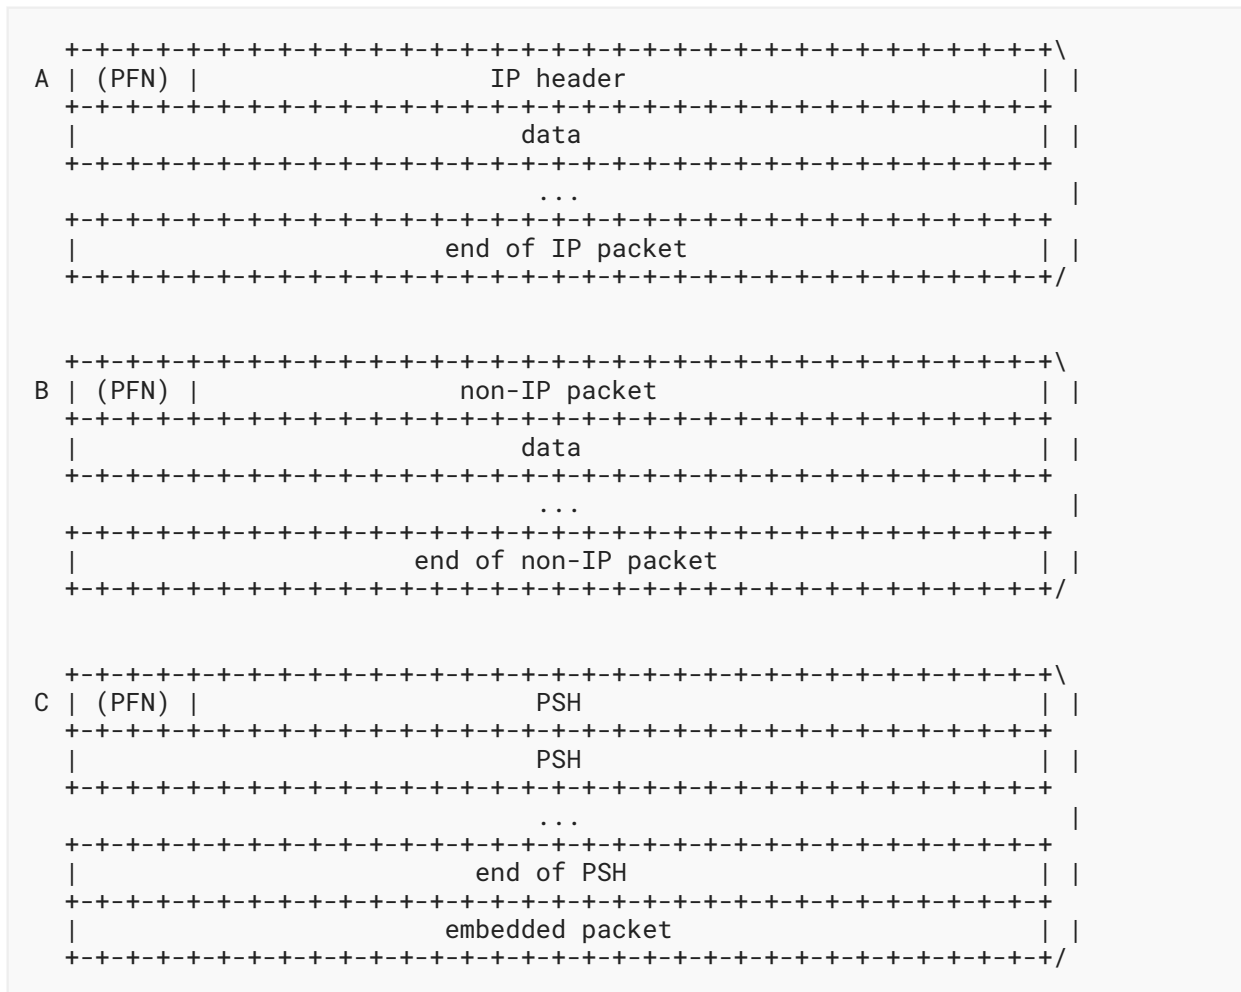 +-+-+-+-+-+-+-+-+-+-+-+-+-+-+-+-+-+-+-+-+-+-+-+-+-+-+-+-+-+-+-+-+\
A | (PFN) |                   IP header                           | |
  +-+-+-+-+-+-+-+-+-+-+-+-+-+-+-+-+-+-+-+-+-+-+-+-+-+-+-+-+-+-+-+-+
  |                             data                              | |
  +-+-+-+-+-+-+-+-+-+-+-+-+-+-+-+-+-+-+-+-+-+-+-+-+-+-+-+-+-+-+-+-+
                                 ...                                |
  +-+-+-+-+-+-+-+-+-+-+-+-+-+-+-+-+-+-+-+-+-+-+-+-+-+-+-+-+-+-+-+-+
  |                        end of IP packet                       | |
  +-+-+-+-+-+-+-+-+-+-+-+-+-+-+-+-+-+-+-+-+-+-+-+-+-+-+-+-+-+-+-+-+/

  +-+-+-+-+-+-+-+-+-+-+-+-+-+-+-+-+-+-+-+-+-+-+-+-+-+-+-+-+-+-+-+-+\
B | (PFN) |                 non-IP packet                         | |
  +-+-+-+-+-+-+-+-+-+-+-+-+-+-+-+-+-+-+-+-+-+-+-+-+-+-+-+-+-+-+-+-+
  |                             data                              | |
  +-+-+-+-+-+-+-+-+-+-+-+-+-+-+-+-+-+-+-+-+-+-+-+-+-+-+-+-+-+-+-+-+
                                 ...                                |
  +-+-+-+-+-+-+-+-+-+-+-+-+-+-+-+-+-+-+-+-+-+-+-+-+-+-+-+-+-+-+-+-+
  |                      end of non-IP packet                     | |
  +-+-+-+-+-+-+-+-+-+-+-+-+-+-+-+-+-+-+-+-+-+-+-+-+-+-+-+-+-+-+-+-+/

  +-+-+-+-+-+-+-+-+-+-+-+-+-+-+-+-+-+-+-+-+-+-+-+-+-+-+-+-+-+-+-+-+\
C | (PFN) |                      PSH                              | |
  +-+-+-+-+-+-+-+-+-+-+-+-+-+-+-+-+-+-+-+-+-+-+-+-+-+-+-+-+-+-+-+-+
  |                              PSH                              | |
  +-+-+-+-+-+-+-+-+-+-+-+-+-+-+-+-+-+-+-+-+-+-+-+-+-+-+-+-+-+-+-+-+
                                 ...                                |
  +-+-+-+-+-+-+-+-+-+-+-+-+-+-+-+-+-+-+-+-+-+-+-+-+-+-+-+-+-+-+-+-+
  |                          end of PSH                           | |
  +-+-+-+-+-+-+-+-+-+-+-+-+-+-+-+-+-+-+-+-+-+-+-+-+-+-+-+-+-+-+-+-+
  |                        embedded packet                        | |
  +-+-+-+-+-+-+-+-+-+-+-+-+-+-+-+-+-+-+-+-+-+-+-+-+-+-+-+-+-+-+-+-+/